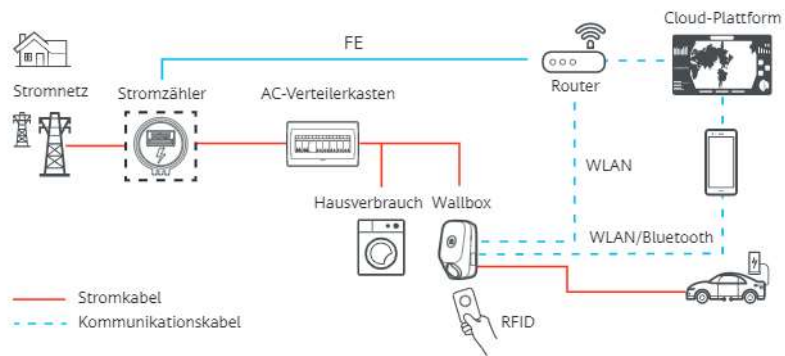 Cloud-Plattform
FE
Stromnetz
Stromzähler
AC-Verteilerkasten
Router
WLAN
Hausverbrauch
Wallbox
WLAN/Bluetooth
Stromkabel
Kommunikationskabel
RFID